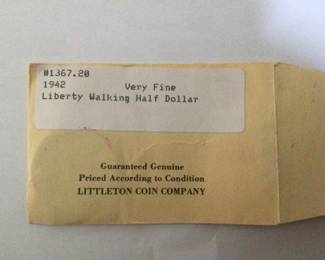 #1367.20
1942 Very Fine
Liberty Walking Half Dollar
Guaranteed Genuine
Priced According to Condition
LITTLETON COIN COMPANY